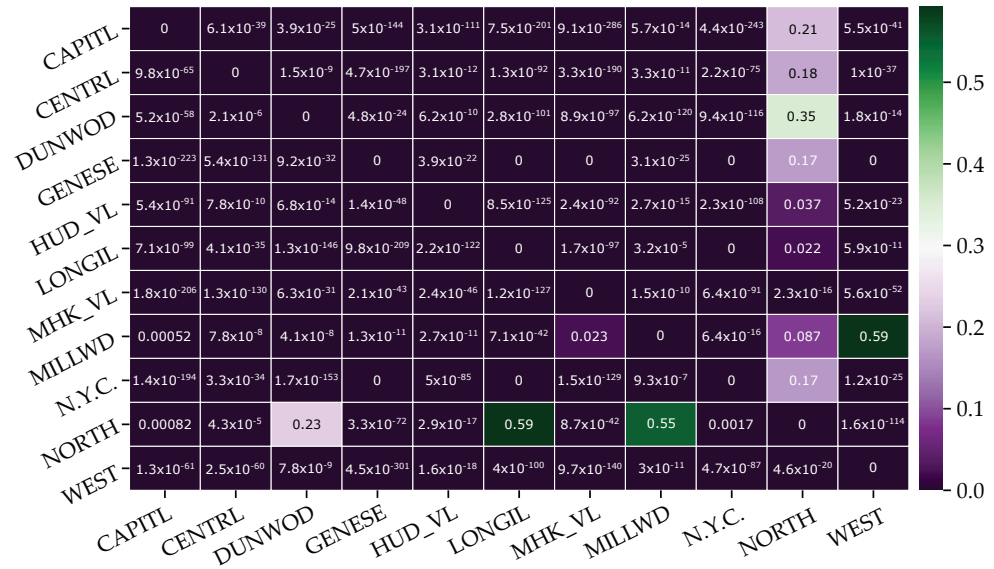 CAPITL 0 6.1x10⁻³⁹ 3.9x10⁻²⁵ 5x10⁻¹⁴⁴ 3.1x10⁻¹¹¹ 7.5x10⁻²⁰¹ 9.1x10⁻²⁸⁶ 5.7x10⁻¹⁴ 4.4x10⁻²⁴³ 0.21 5.5x10⁻⁴¹
CENTRL 9.8x10⁻⁶⁵ 0 1.5x10⁻⁹ 4.7x10⁻¹⁹⁷ 3.1x10⁻¹² 1.3x10⁻⁹² 3.3x10⁻¹⁹⁰ 3.3x10⁻¹¹ 2.2x10⁻⁷⁵ 0.18 1x10⁻³⁷
DUNWOD 5.2x10⁻⁵⁸ 2.1x10⁻⁶ 0 4.8x10⁻²⁴ 6.2x10⁻¹⁰ 2.8x10⁻¹⁰¹ 8.9x10⁻⁹⁷ 6.2x10⁻¹²⁰ 9.4x10⁻¹¹⁶ 0.35 1.8x10⁻¹⁴
GENESE 1.3x10⁻²²³ 5.4x10⁻¹³¹ 9.2x10⁻³² 0 3.9x10⁻²² 0 0 3.1x10⁻²⁵ 0 0.17 0
HUD_VL 5.4x10⁻⁹¹ 7.8x10⁻¹⁰ 6.8x10⁻¹⁴ 1.4x10⁻⁴⁸ 0 8.5x10⁻¹²⁵ 2.4x10⁻⁹² 2.7x10⁻¹⁵ 2.3x10⁻¹⁰⁸ 0.037 5.2x10⁻²³
LONGIL 7.1x10⁻⁹⁹ 4.1x10⁻³⁵ 1.3x10⁻¹⁴⁶ 9.8x10⁻²⁰⁹ 2.2x10⁻¹²² 0 1.7x10⁻⁹⁷ 3.2x10⁻⁵ 0 0.022 5.9x10⁻¹¹
MHK_VL 1.8x10⁻²⁰⁶ 1.3x10⁻¹³⁰ 6.3x10⁻³¹ 2.1x10⁻⁴³ 2.4x10⁻⁴⁶ 1.2x10⁻¹²⁷ 0 1.5x10⁻¹⁰ 6.4x10⁻⁹¹ 2.3x10⁻¹⁶ 5.6x10⁻⁵²
MILLWD 0.00052 7.8x10⁻⁸ 4.1x10⁻⁸ 1.3x10⁻¹¹ 2.7x10⁻¹¹ 7.1x10⁻⁴² 0.023 0 6.4x10⁻¹⁶ 0.087 0.59
N.Y.C. 1.4x10⁻¹⁹⁴ 3.3x10⁻³⁴ 1.7x10⁻¹⁵³ 0 5x10⁻⁸⁵ 0 1.5x10⁻¹²⁹ 9.3x10⁻⁷ 0 0.17 1.2x10⁻²⁵
NORTH 0.00082 4.3x10⁻⁵ 0.23 3.3x10⁻⁷² 2.9x10⁻¹⁷ 0.59 8.7x10⁻⁴² 0.55 0.0017 0 1.6x10⁻¹¹⁴
WEST 1.3x10⁻⁶¹ 2.5x10⁻⁶⁰ 7.8x10⁻⁹ 4.5x10⁻³⁰¹ 1.6x10⁻¹⁸ 4x10⁻¹⁰⁰ 9.7x10⁻¹⁴⁰ 3x10⁻¹¹ 4.7x10⁻⁸⁷ 4.6x10⁻²⁰ 0
CAPITL CENTRL DUNWOD GENESE HUD_VL LONGIL MHK_VL MILLWD N.Y.C. NORTH WEST
0.5
0.4
0.3
0.2
0.1
0.0